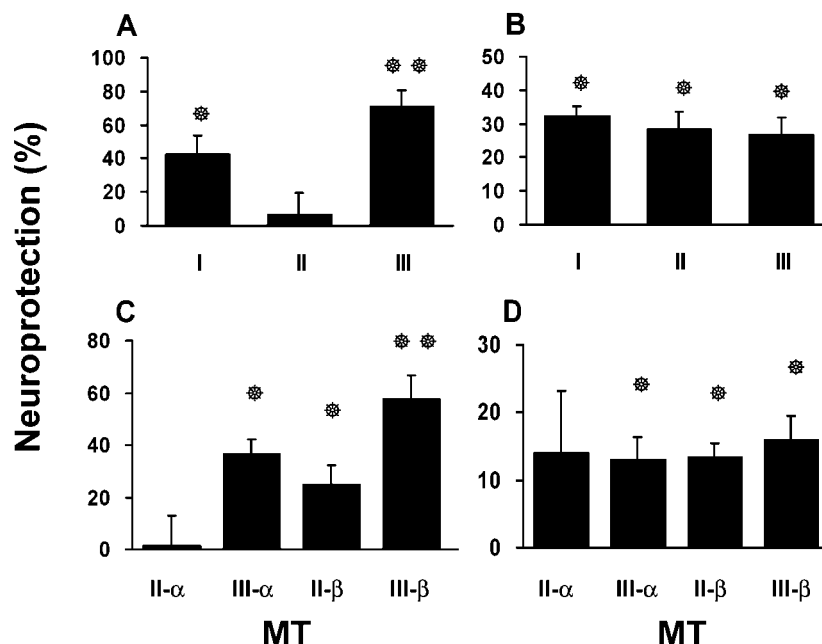 A
100
80
60
40
20
0
I II III
B
50
40
30
20
10
0
I II III
Neuroprotection (%)
C
80
60
40
20
0
II-α III-α II-β III-β
MT
D
30
20
10
0
II-α III-α II-β III-β
MT